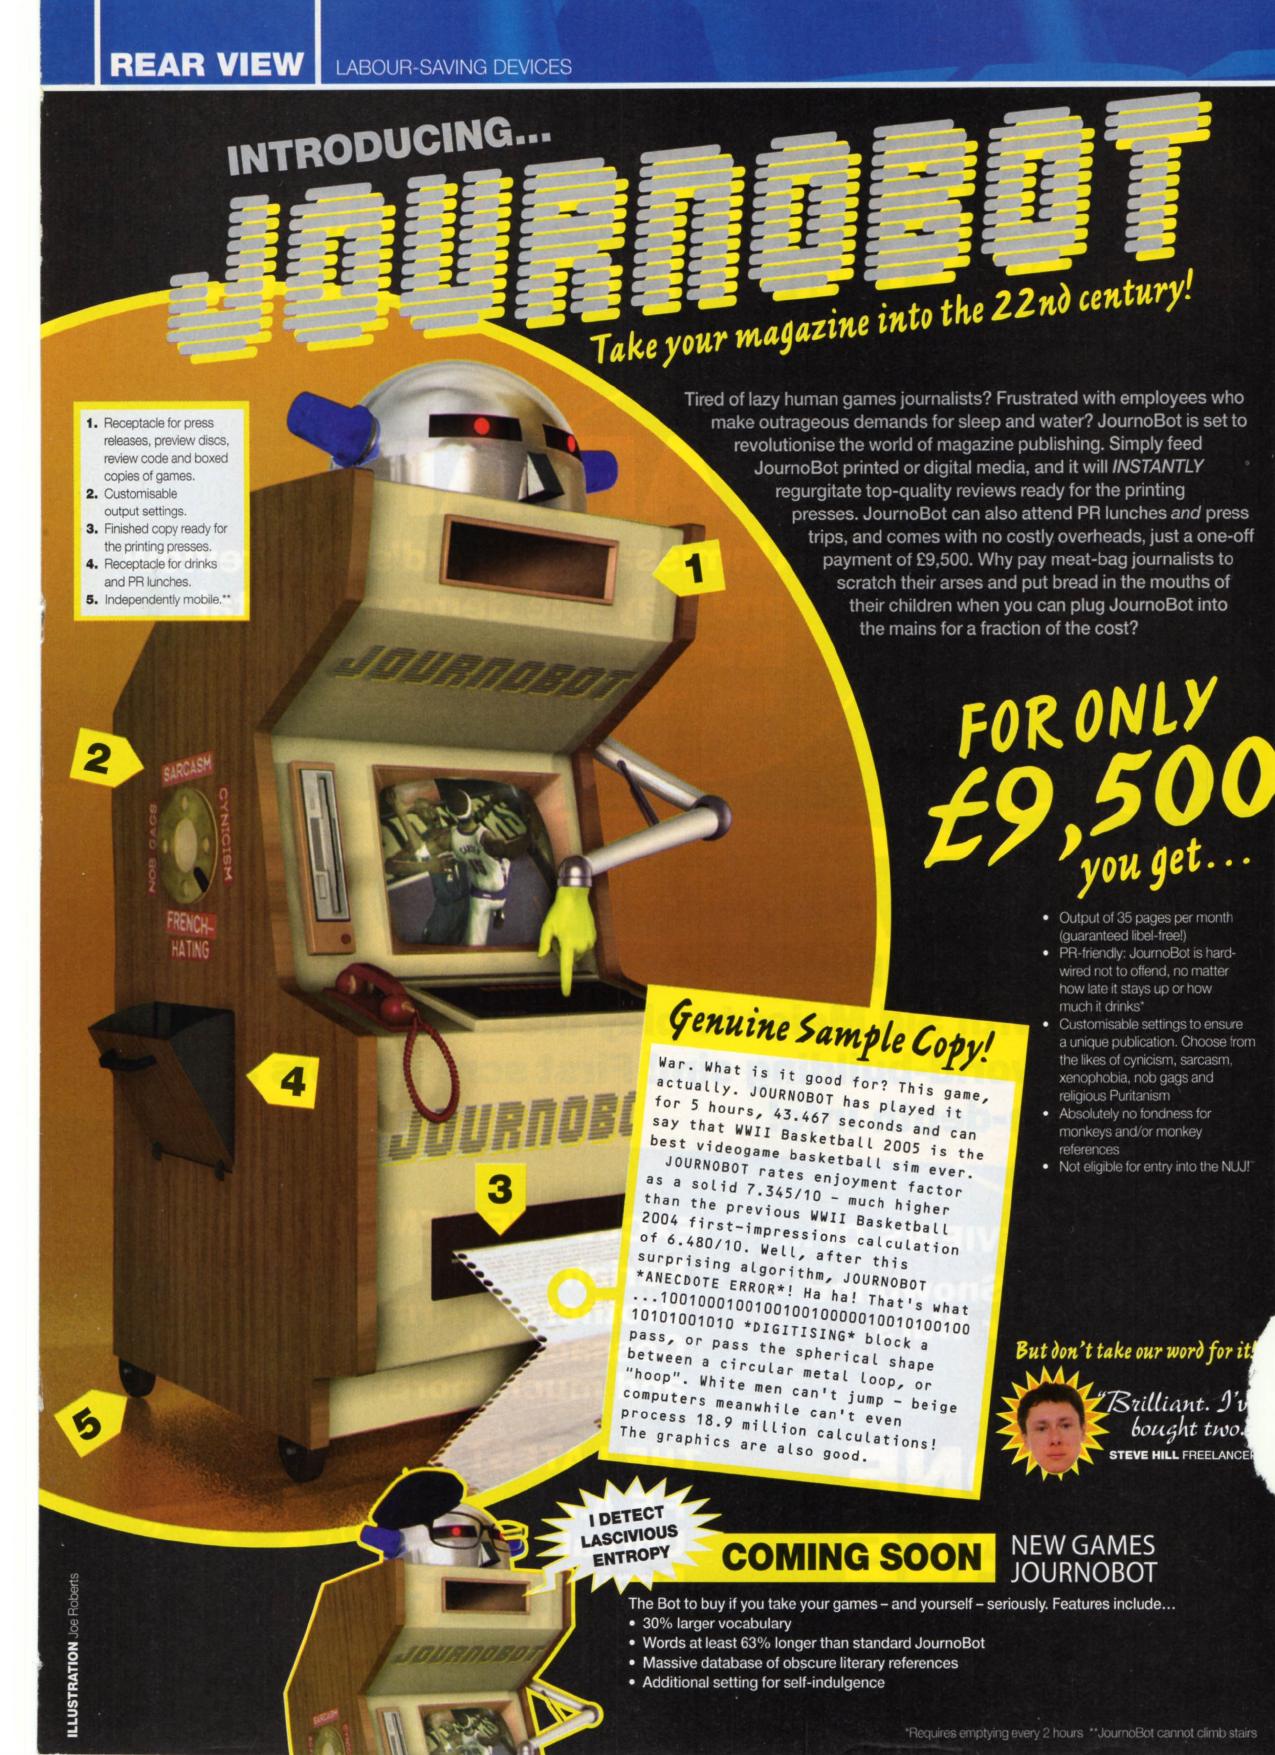 REAR VIEW
LABOUR-SAVING DEVICES
INTRODUCING...
JOURNOBOT
Take your magazine into the 22nd century!
1. Receptacle for press
releases, preview discs,
review code and boxed
copies of games.
2. Customisable
output settings.
3. Finished copy ready for
the printing presses.
4. Receptacle for drinks
and PR lunches.
5. Independently mobile.**
Tired of lazy human games journalists? Frustrated with employees who
make outrageous demands for sleep and water? JournoBot is set to
revolutionise the world of magazine publishing. Simply feed
JournoBot printed or digital media, and it will INSTANTLY
regurgitate top-quality reviews ready for the printing
presses. JournoBot can also attend PR lunches and press
trips, and comes with no costly overheads, just a one-off
payment of £9,500. Why pay meat-bag journalists to
scratch their arses and put bread in the mouths of
their children when you can plug JournoBot into
the mains for a fraction of the cost?
1
JOURNOBOT
2
SARCASM
CYNICISM
NOB GAGS
FRENCH-
HATING
FOR ONLY
£9,500
you get...
• Output of 35 pages per month
(guaranteed libel-free!)
• PR-friendly: JournoBot is hard-
wired not to offend, no matter
how late it stays up or how
much it drinks*
• Customisable settings to ensure
a unique publication. Choose from
the likes of cynicism, sarcasm,
xenophobia, nob gags and
religious Puritanism
• Absolutely no fondness for
monkeys and/or monkey
references
• Not eligible for entry into the NUJ!
4
JOURNOBO
3
5
Genuine Sample Copy!
War. What is it good for? This game,
actually. JOURNOBOT has played it
for 5 hours, 43.467 seconds and can
say that WWII Basketball 2005 is the
best videogame basketball sim ever.
JOURNOBOT rates enjoyment factor
as a solid 7.345/10 – much higher
than the previous WWII Basketball
2004 first-impressions calculation
of 6.480/10. Well, after this
surprising algorithm, JOURNOBOT
*ANECDOTE ERROR*! Ha ha! That's what
...100100010010010010000010010100100
10101001010 *DIGITISING* block a
pass, or pass the spherical shape
between a circular metal loop, or
"hoop". White men can't jump – beige
computers meanwhile can't even
process 18.9 million calculations!
The graphics are also good.
But don't take our word for it!
"Brilliant. I'v
bought two.
STEVE HILL FREELANCER
I DETECT
LASCIVIOUS
ENTROPY
COMING SOON
NEW GAMES
JOURNOBOT
The Bot to buy if you take your games – and yourself – seriously. Features include...
• 30% larger vocabulary
• Words at least 63% longer than standard JournoBot
• Massive database of obscure literary references
• Additional setting for self-indulgence
JOURNOBOT
SARCASM
ILLUSTRATION Joe Roberts
*Requires emptying every 2 hours **JournoBot cannot climb stairs